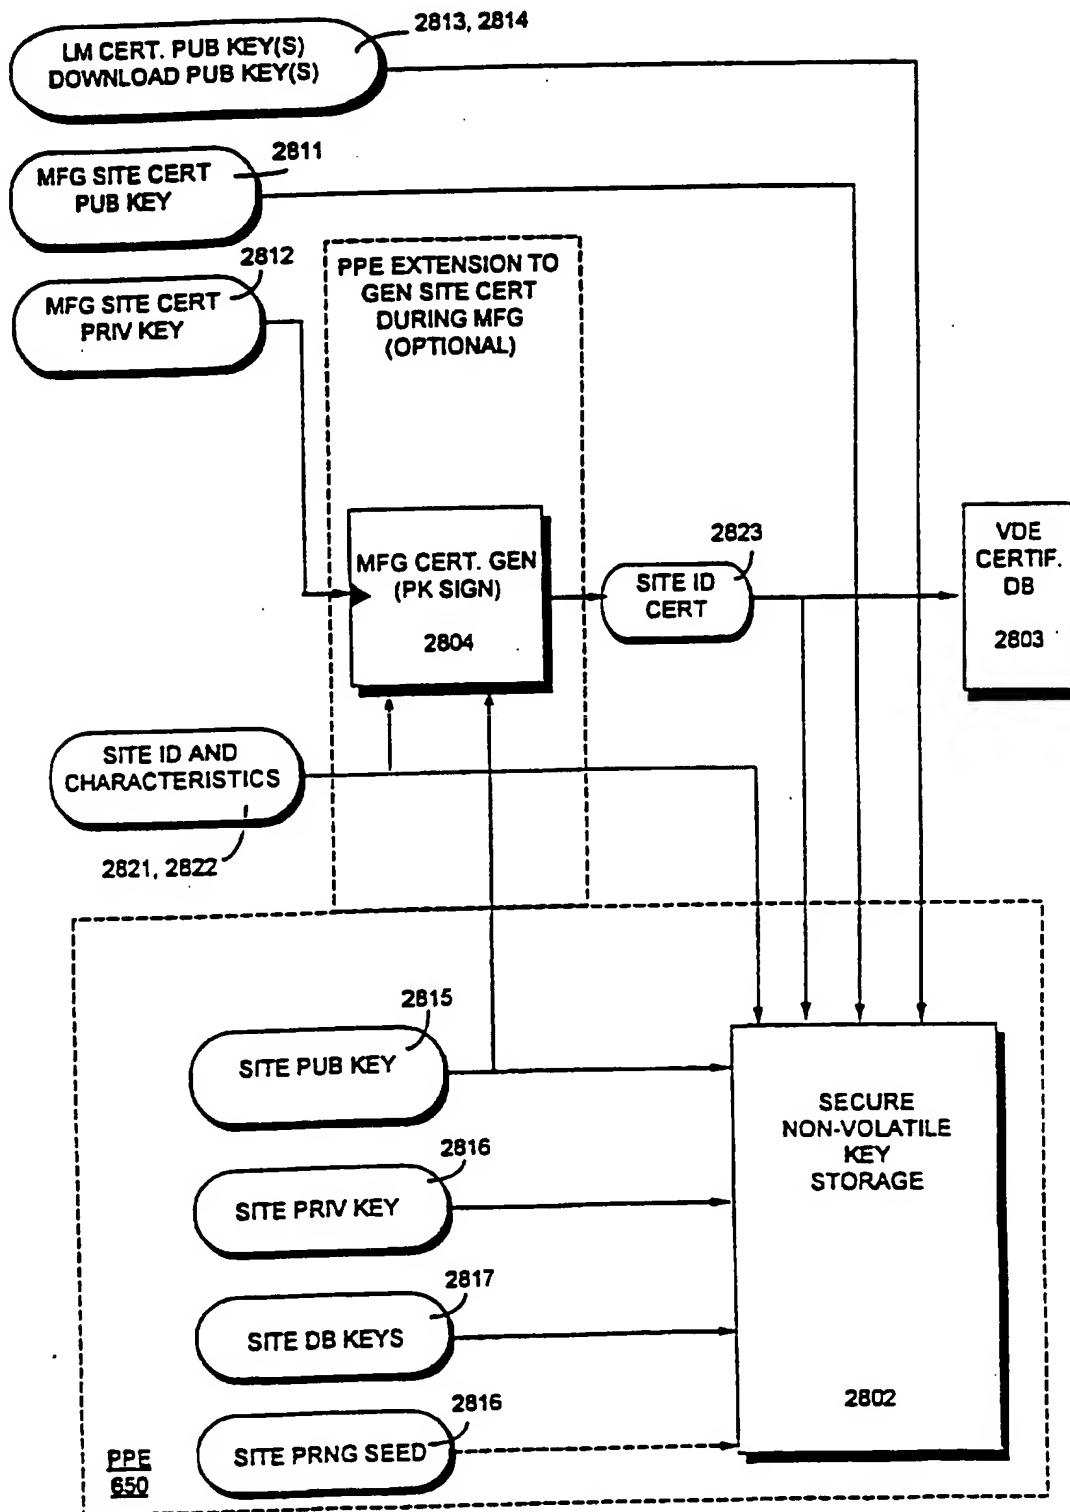 2813, 2814
LM CERT. PUB KEY(S)
DOWNLOAD PUB KEY(S)
2811
MFG SITE CERT
PUB KEY
2812
MFG SITE CERT
PRIV KEY
PPE EXTENSION TO
GEN SITE CERT
DURING MFG
(OPTIONAL)
MFG CERT. GEN
(PK SIGN)
2804
2823
SITE ID
CERT
VDE
CERTIF.
DB
2803
SITE ID AND
CHARACTERISTICS
2821, 2822
2815
SITE PUB KEY
2816
SITE PRIV KEY
2817
SITE DB KEYS
2816
SITE PRNG SEED
SECURE
NON-VOLATILE
KEY
STORAGE
2802
PPE
650